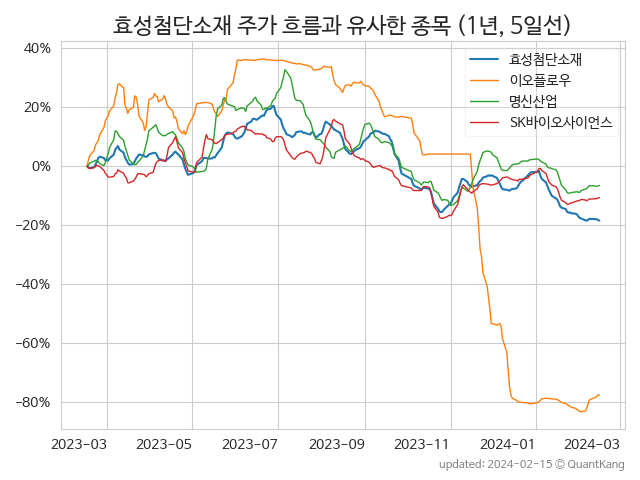 효성첨단소재 주가 흐름과 유사한 종목 (1년, 5일선)
40%
20%
0%
−20%
−40%
−60%
−80%
효성첨단소재
이오플로우
명신산업
SK바이오사이언스
2023-03 2023-05 2023-07 2023-09 2023-11 2024-01 2024-03
updated: 2024-02-15 © QuantKang